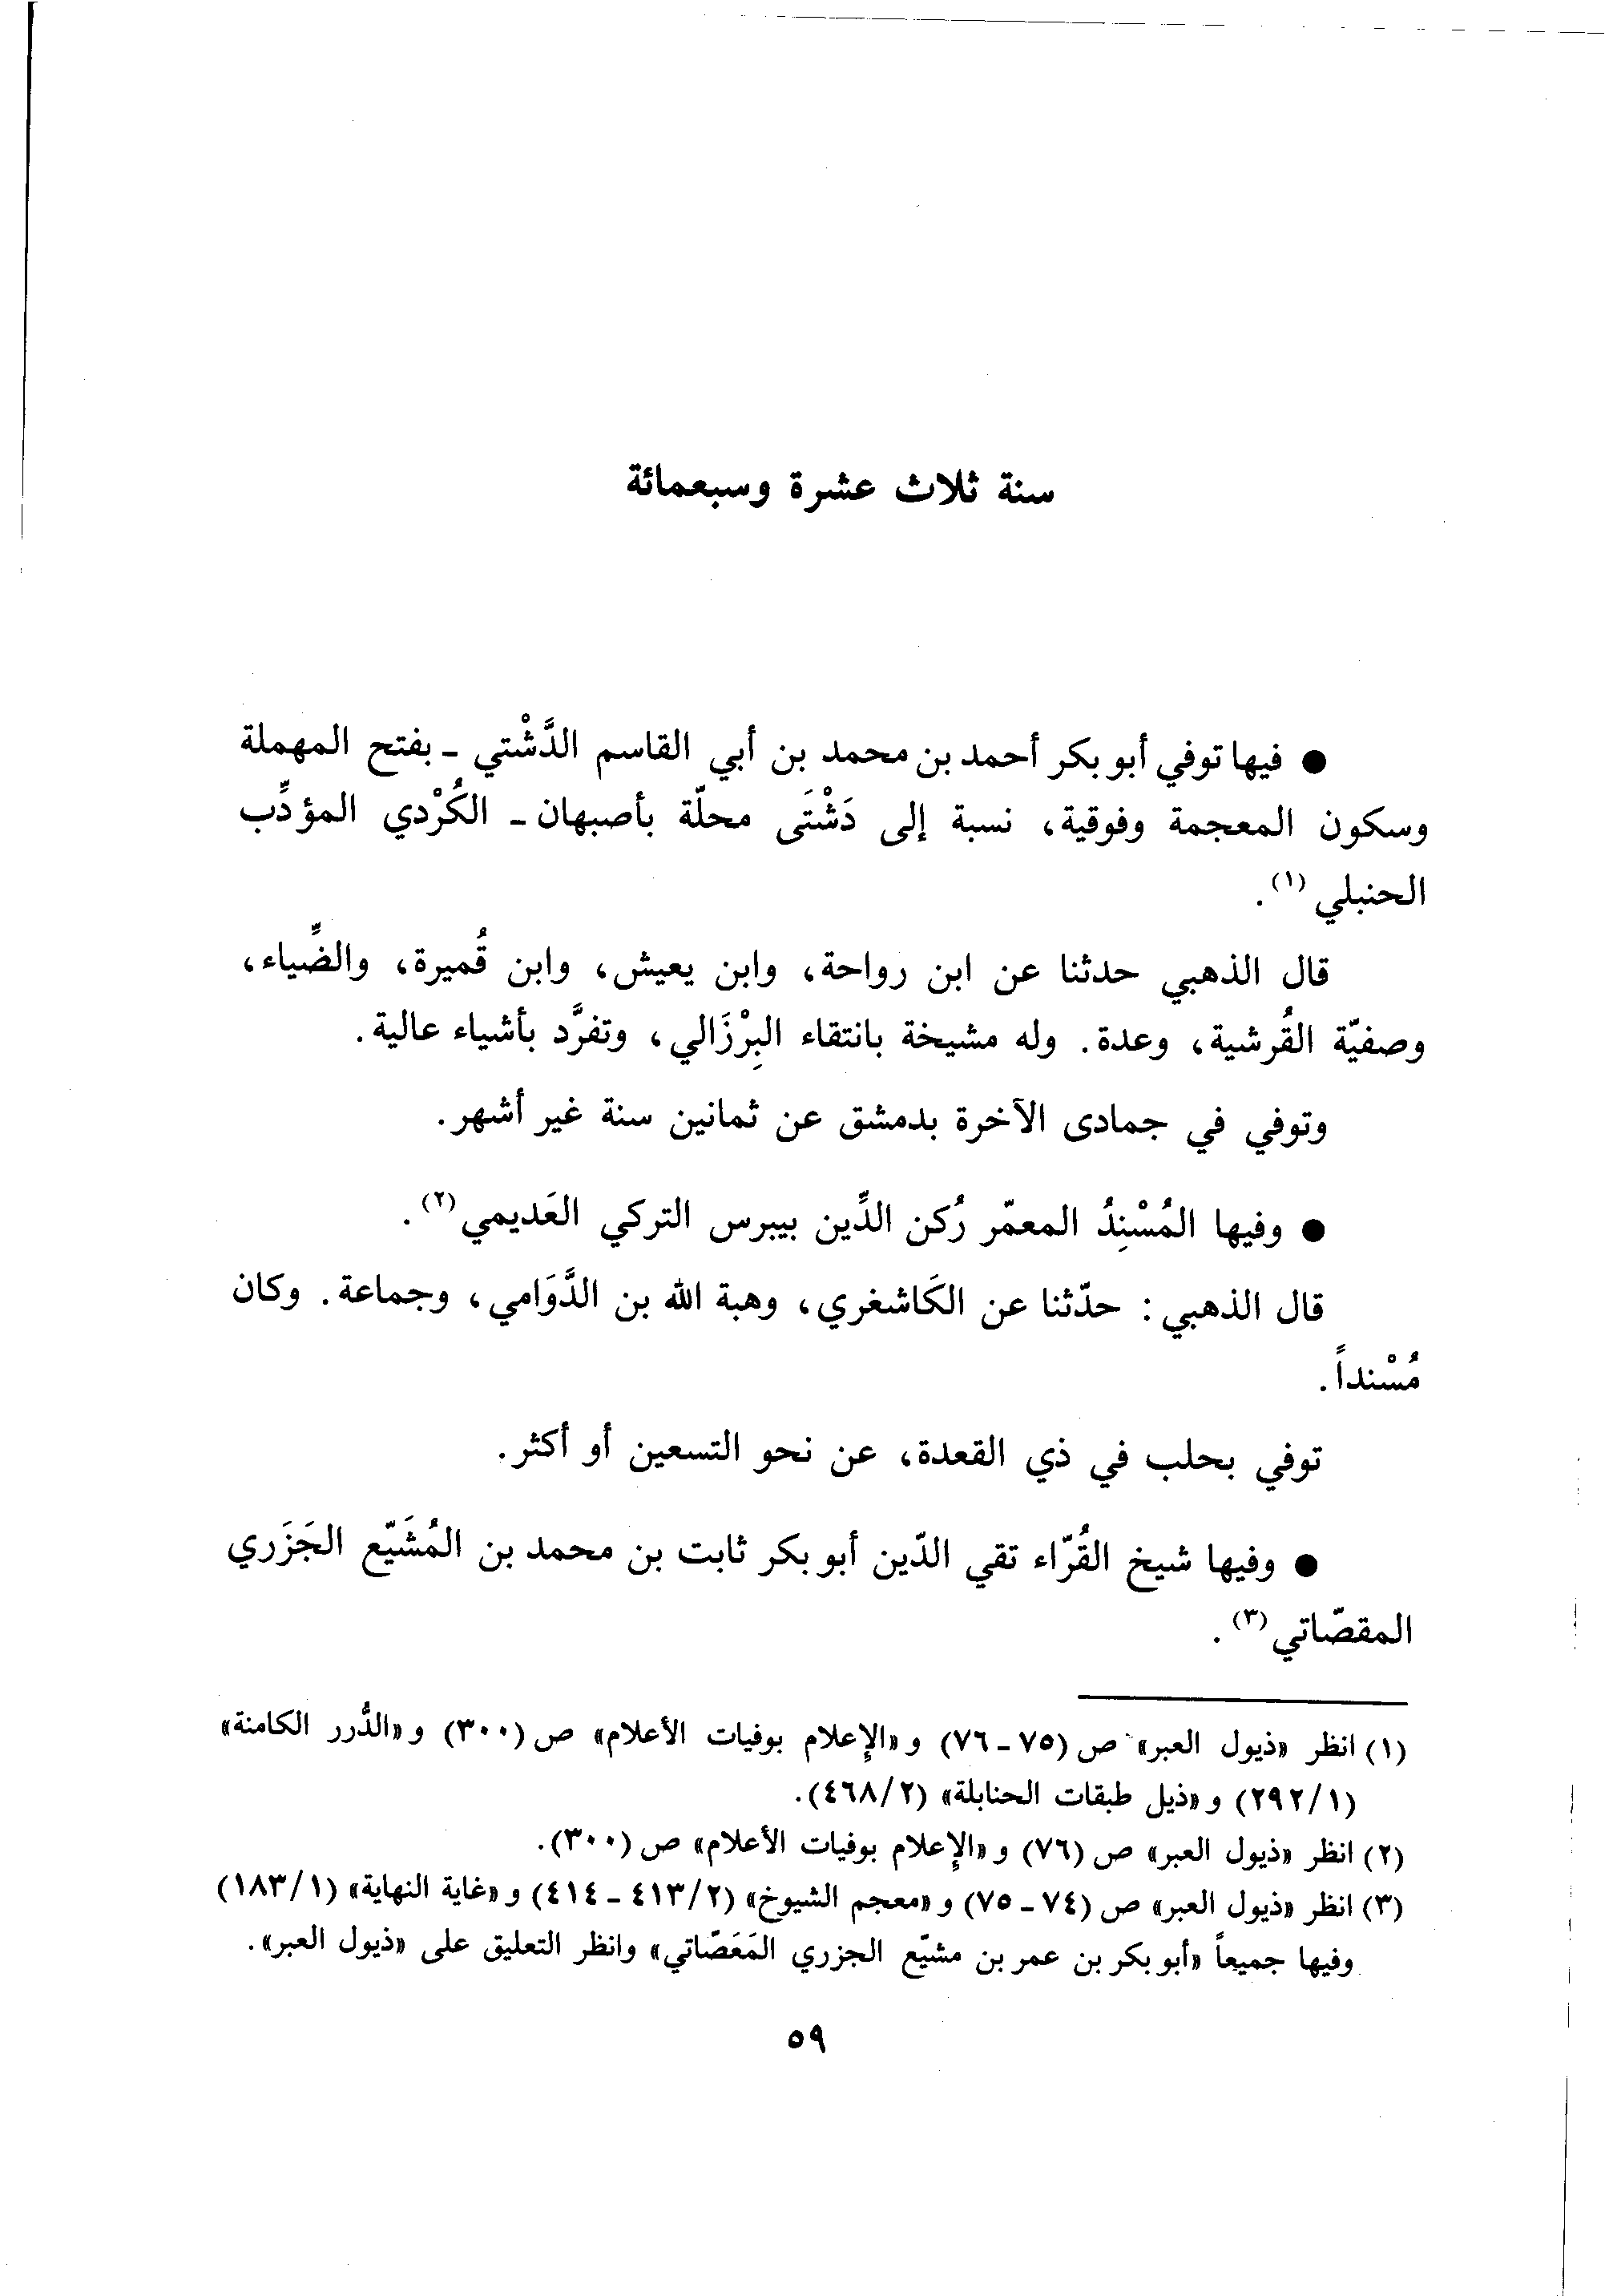 سنة ثلاث عشرة وسبعمائة
● فيها توفي أبو بكر أحمد بن محمد بن أبي القاسم الدَّشْتي ـ بفتح المهملة
وسكون المعجمة وفوقية، نسبة إلى دَشْتَى محلّة بأصبهان ـ الكُرْدي المؤدِّب
الحنبلي (١).
قال الذهبي حدثنا عن ابن رواحة، وابن يعيش، وابن قُميرة، والضِّياء،
وصفيّة القُرشية، وعدة. وله مشيخة بانتقاء البِرْزَالي، وتفرَّد بأشياء عالية.
وتوفي في جمادى الآخرة بدمشق عن ثمانين سنة غير أشهر.
● وفيها المُسْنِدُ المعمّر رُكن الدِّين بيبرس التركي العَديمي (٢).
قال الذهبي: حدّثنا عن الكَاشغري، وهبة الله بن الدَّوَامي، وجماعة. وكان
مُسْنداً.
توفي بحلب في ذي القعدة، عن نحو التسعين أو أكثر.
● وفيها شيخ القُرّاء تقي الدّين أبو بكر ثابت بن محمد بن المُشَيّع الجَزَري
المقصّاتي (٣).
(١) انظر «ذيول العبر» ص (٧٥ ـ ٧٦) و «الإعلام بوفيات الأعلام» ص (٣٠٠) و «الدُّرر الكامنة»
(٢٩٢/١) و «ذيل طبقات الحنابلة» (٤٦٨/٢).
(٢) انظر «ذيول العبر» ص (٧٦) و «الإعلام بوفيات الأعلام» ص (٣٠٠).
(٣) انظر «ذيول العبر» ص (٧٤ ـ ٧٥) و «معجم الشيوخ» (٤١٣/٢ ـ ٤١٤) و «غاية النهاية» (١٨٣/١)
وفيها جميعاً «أبو بكر بن عمر بن مشيّع الجزري المَعَصّاتي» وانظر التعليق على «ذيول العبر».
٥٩